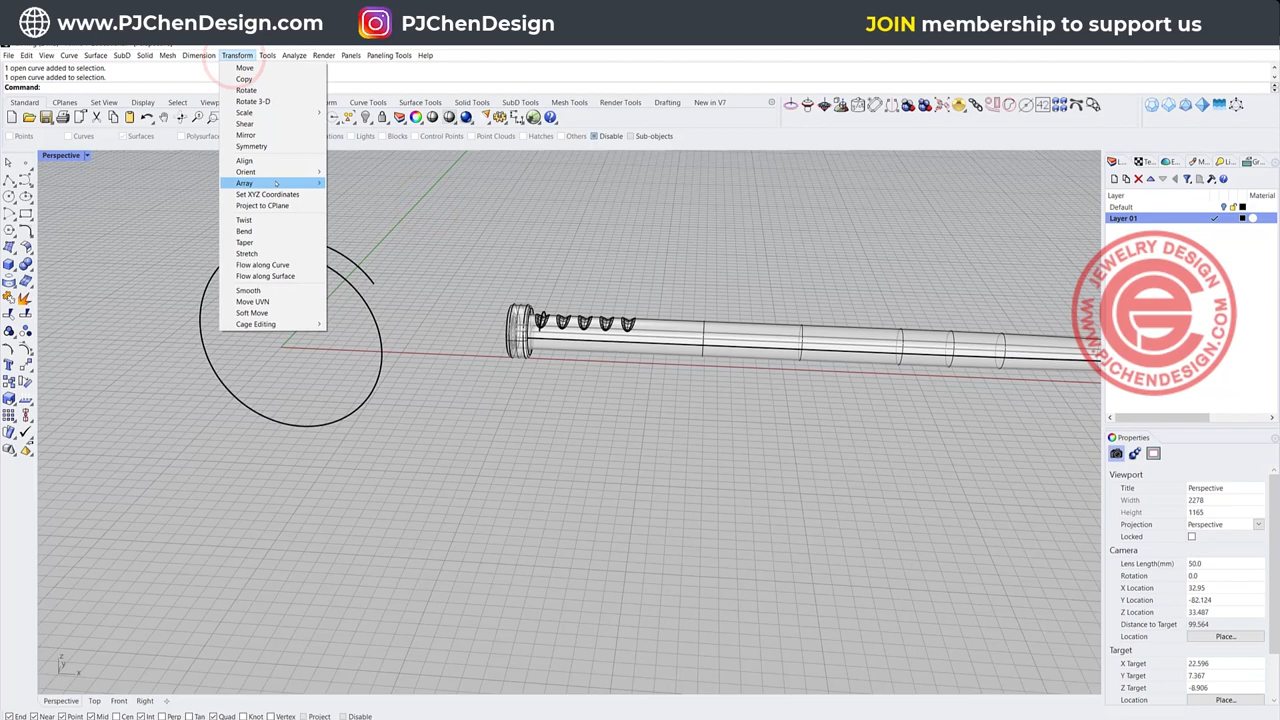 www.PJChenDesign.com PJChenDesign JOIN membership to support us
File Edit View Curve Surface SubD Solid Mesh Dimension Transform Tools Analyze Render Panels Paneling Tools Help
1 open curve added to selection.
1 open curve added to selection.
Command:
Standard CPlanes Set View Display Select Curve Tools Surface Tools Solid Tools SubD Tools Mesh Tools Render Tools Drafting New in V7
Points Curves Surfaces Lights Blocks Control Points Point Clouds Hatches Others Disable Sub-objects
Perspective
Move
Copy
Rotate
Rotate 3-D
Scale
Shear
Mirror
Symmetry
Align
Orient
Array
Set XYZ Coordinates
Project to CPlane
Twist
Bend
Taper
Stretch
Flow along Curve
Flow along Surface
Smooth
Move UVN
Soft Move
Cage Editing
z
y
x
Perspective Top Front Right
End Near Point Mid Cen Int Perp Tan Quad Knot Vertex Project Disable
Layer Material
Default
Layer 01
JEWELRY DESIGN
WWW.PJCHENDESIGN.COM
Properties
Viewport
Title Perspective
Width 2278
Height 1165
Projection Perspective
Locked
Camera
Lens Length(mm) 50.0
Rotation 0.0
X Location 32.95
Y Location -82.124
Z Location 33.487
Distance to Target 99.564
Location Place...
Target
X Target 22.596
Y Target 7.367
Z Target -8.906
Location Place...